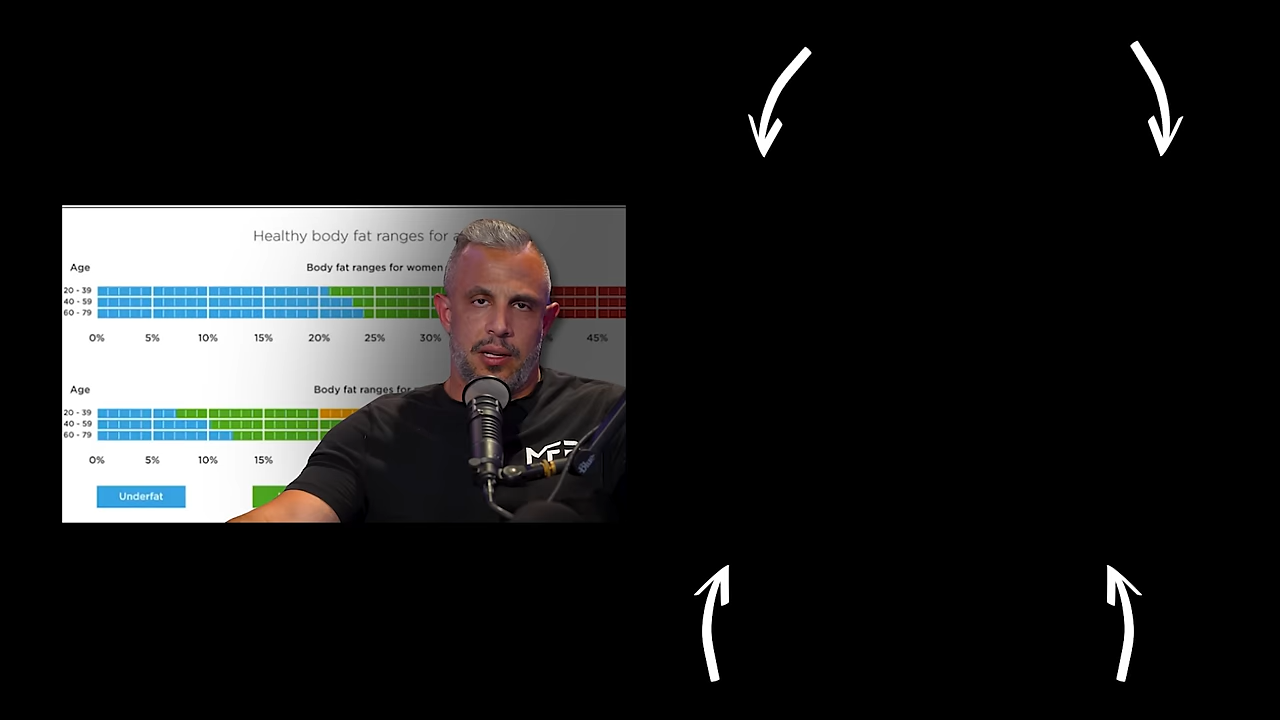 Healthy body fat ranges for
Age
Body fat ranges for women
20 - 39
40 - 59
60 - 79
0% 5% 10% 15% 20% 25% 30% 45%
Age
Body fat ranges for
20 - 39
40 - 59
60 - 79
0% 5% 10% 15%
Underfat